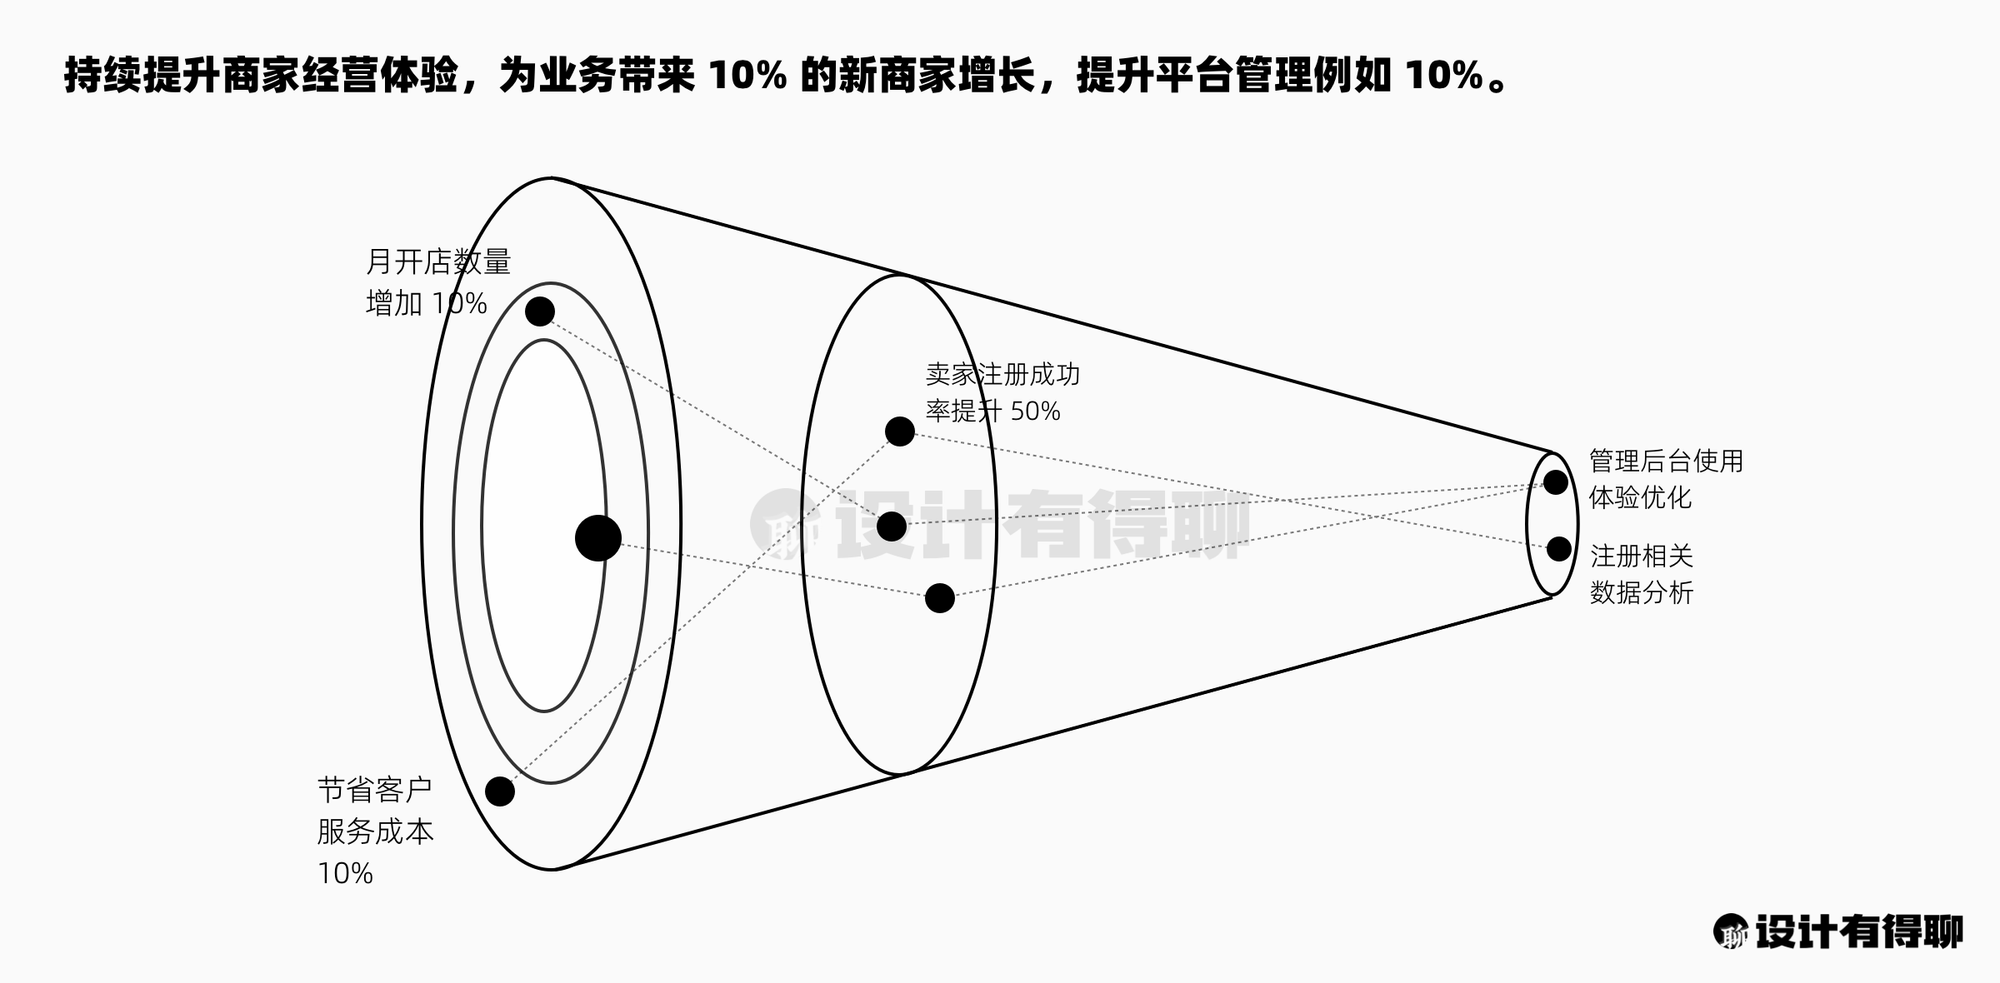 持续提升商家经营体验，为业务带来 10% 的新商家增长，提升平台管理例如 10%。
月开店数量
增加 10%
卖家注册成功
率提升 50%
管理后台使用
体验优化
聊 设计有得聊
注册相关
数据分析
节省客户
服务成本
10%
聊 设计有得聊